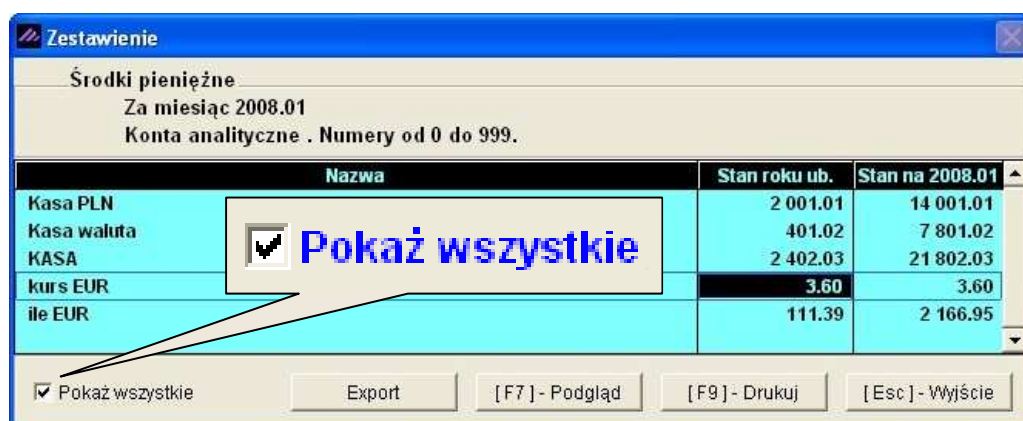 Zestawienie
Środki pieniężne
Za miesiąc 2008.01
Konta analityczne . Numery od 0 do 999.
Nazwa Stan roku ub. Stan na 2008.01
Kasa PLN 2 001.01 14 001.01
Kasa waluta 401.02 7 801.02
KASA 2 402.03 21 802.03
kurs EUR 3.60 3.60
ile EUR 111.39 2 166.95
Pokaż wszystkie
Pokaż wszystkie Export [ F7 ] - Podgląd [ F9 ] - Drukuj [ Esc ] - Wyjście